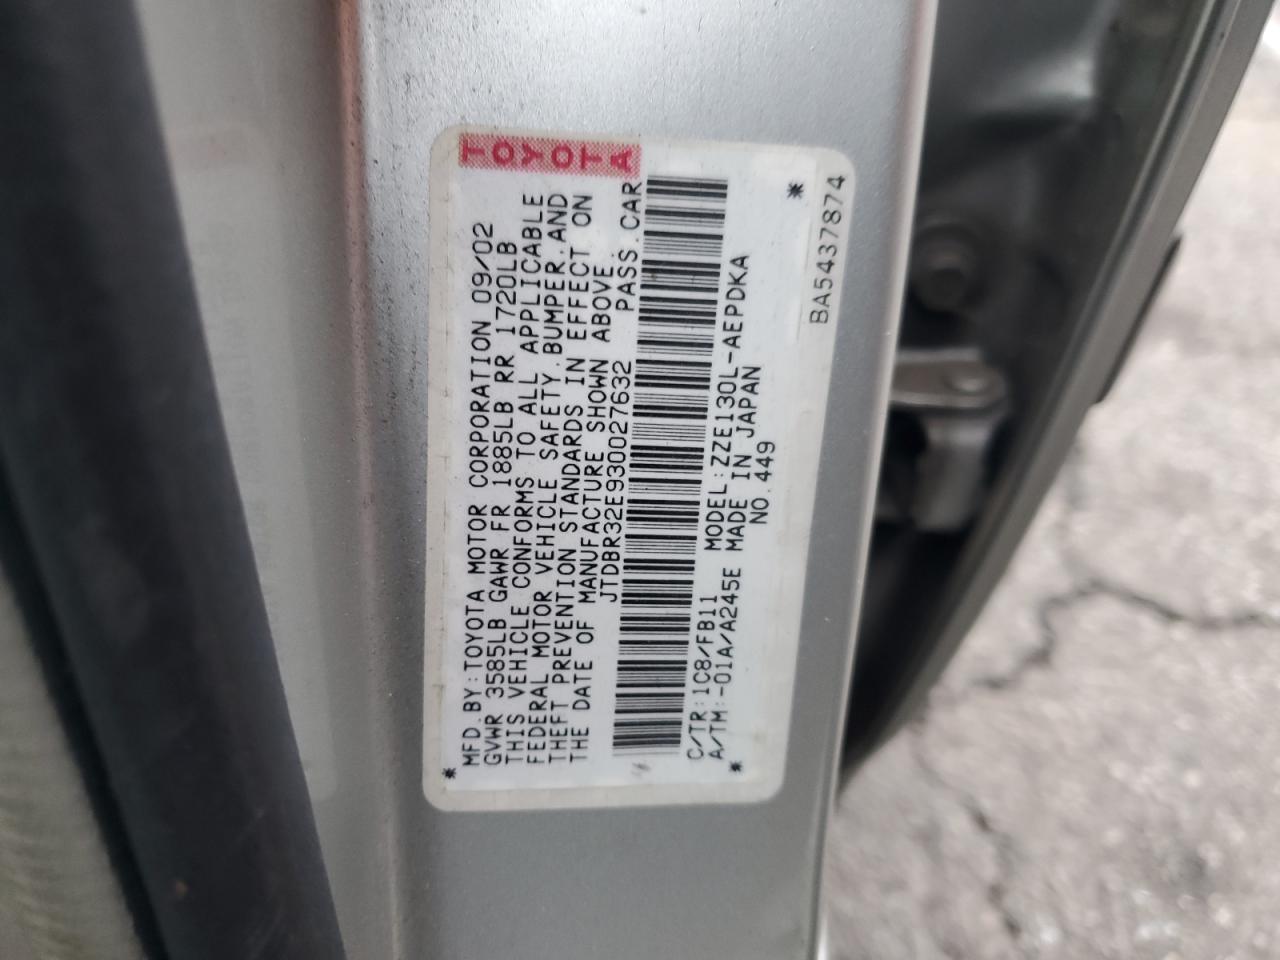 TOYOTA
MFD.BY:TOYOTA MOTOR CORPORATION 09/02
GVWR 3585LB GAWR FR 1885LB RR 1720LB
THIS VEHICLE CONFORMS TO ALL APPLICABLE
FEDERAL MOTOR VEHICLE SAFETY,BUMPER,AND
THEFT PREVENTION STANDARDS IN EFFECT ON
THE DATE OF MANUFACTURE SHOWN ABOVE.
JTDBR32E930027632 PASS.CAR
C/TR:1C8/FB11 MODEL:ZZE130L-AEPDKA
A/TM:-01A/A245E MADE IN JAPAN
NO.449
BA5437874